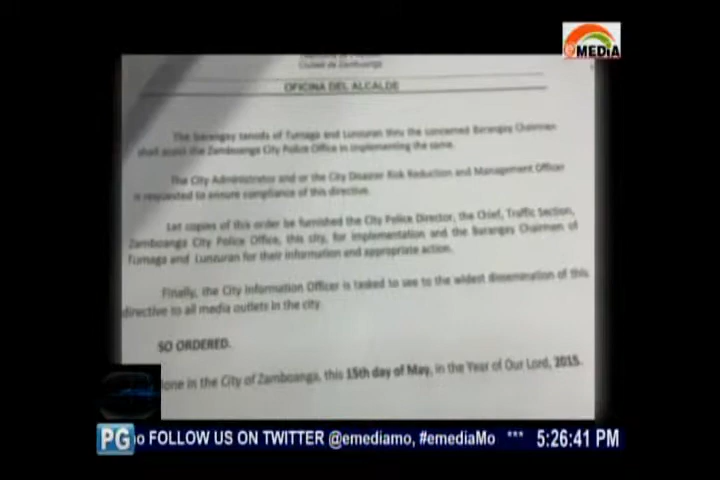 eMEDIA
Ciudad de Zamboanga
OFICINA DEL ALCALDE
The barangay tanods of Tumaga and Lunzuran thru the concerned Barangay Chairmen
shall assist the Zamboanga City Police Office in implementing the same.
The City Administrator and or the City Disaster Risk Reduction and Management Officer
is requested to ensure compliance of this directive.
Let copies of this order be furnished the City Police Director, the Chief, Traffic Section,
Zamboanga City Police Office, this city, for implementation and the Barangay Chairmen of
Tumaga and Lunzuran for their information and appropriate action.
Finally, the City Information Officer is tasked to see to the widest dissemination of this
directive to all media outlets in the city
SO ORDERED.
done in the City of Zamboanga, this 15th day of May, in the Year of Our Lord, 2015.
PG o FOLLOW US ON TWITTER @emediamo, #emediaMo *** 5:26:41 PM